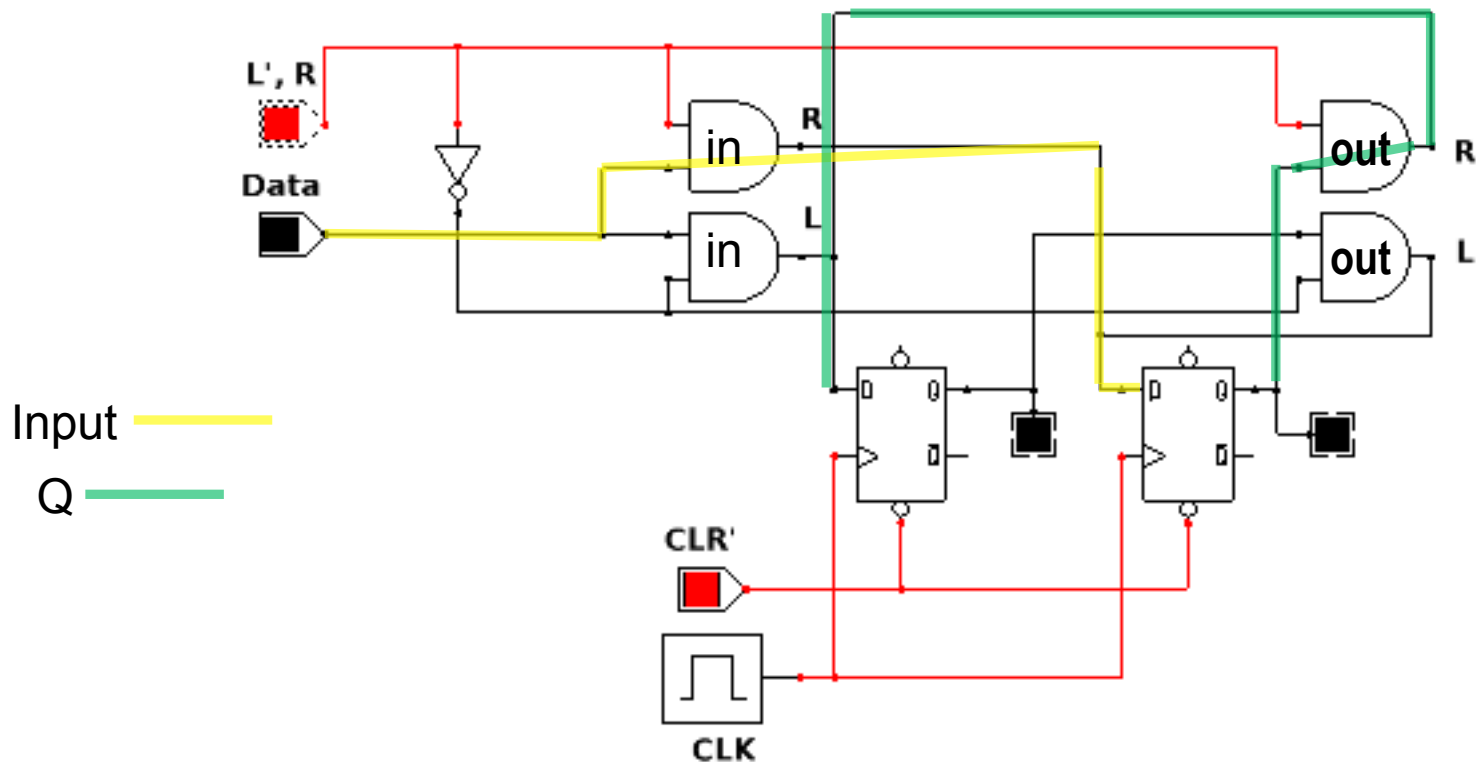 L', R
R
in
out
R
Data
L
in
out
L
D Q
D Q
Q
Q
Input
Q
CLR'
CLK